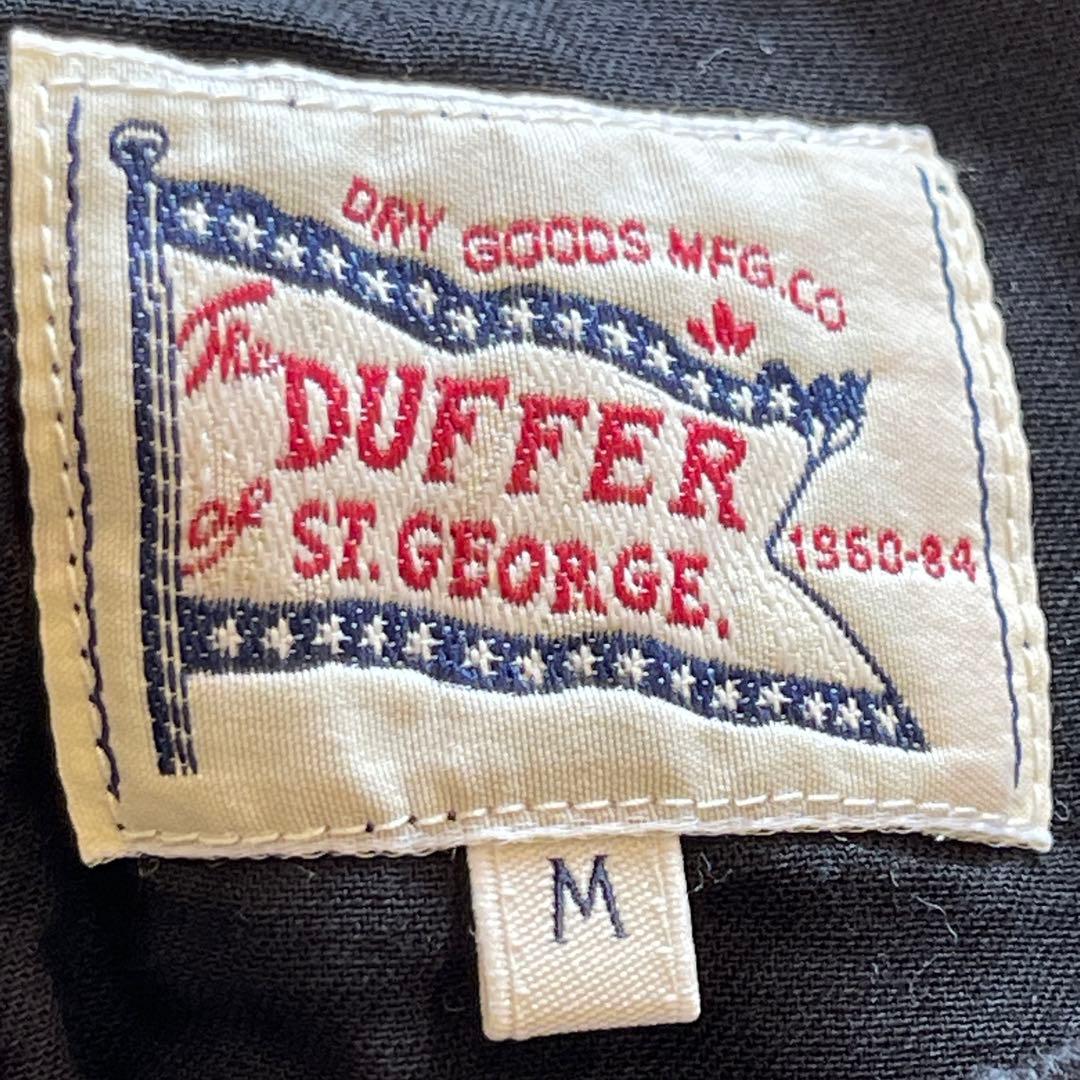 DRY GOODS MFG.CO
The
DUFFER
of
ST. GEORGE.
1960-84
M